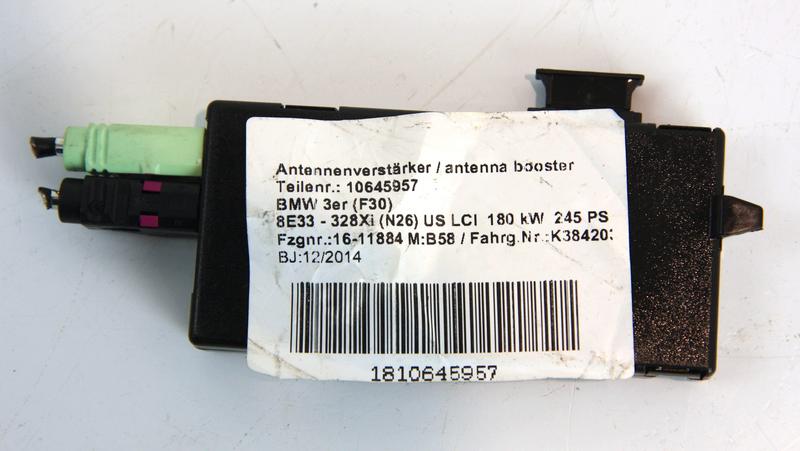 Antennenverstärker / antenna booster
Teilenr.: 10645957
BMW 3er (F30)
8E33 - 328Xi (N26) US LCI 180 kW 245 PS
Fzgnr.:16-11884 M:B58 / Fahrg.Nr.:K384203
BJ:12/2014
1810645957